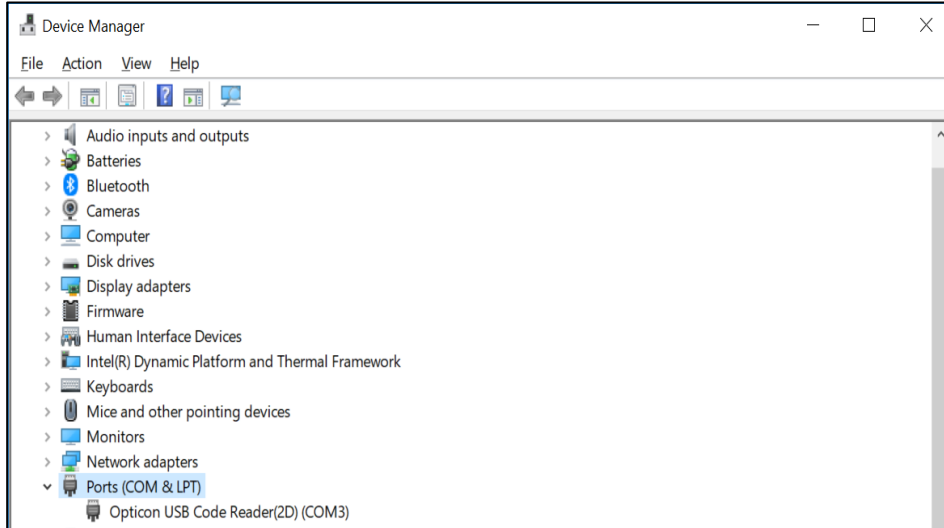 Device Manager
File Action View Help
Audio inputs and outputs
Batteries
Bluetooth
Cameras
Computer
Disk drives
Display adapters
Firmware
Human Interface Devices
Intel(R) Dynamic Platform and Thermal Framework
Keyboards
Mice and other pointing devices
Monitors
Network adapters
Ports (COM & LPT)
Opticon USB Code Reader(2D) (COM3)